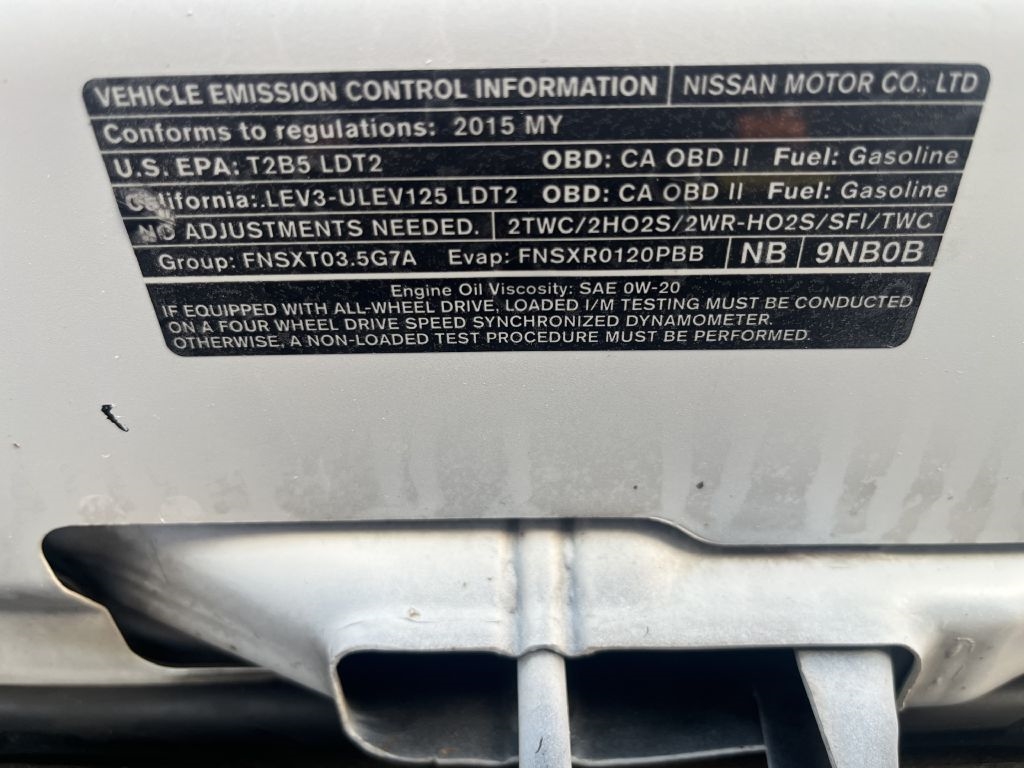 VEHICLE EMISSION CONTROL INFORMATION NISSAN MOTOR CO., LTD
Conforms to regulations: 2015 MY
U.S. EPA: T2B5 LDT2 OBD: CA OBD II Fuel: Gasoline
California: LEV3-ULEV125 LDT2 OBD: CA OBD II Fuel: Gasoline
NO ADJUSTMENTS NEEDED. 2TWC/2HO2S/2WR-HO2S/SFI/TWC
Group: FNSXT03.5G7A Evap: FNSXR0120PBB NB 9NB0B
Engine Oil Viscosity: SAE 0W-20
IF EQUIPPED WITH ALL-WHEEL DRIVE, LOADED I/M TESTING MUST BE CONDUCTED
ON A FOUR WHEEL DRIVE SPEED SYNCHRONIZED DYNAMOMETER.
OTHERWISE, A NON-LOADED TEST PROCEDURE MUST BE PERFORMED.